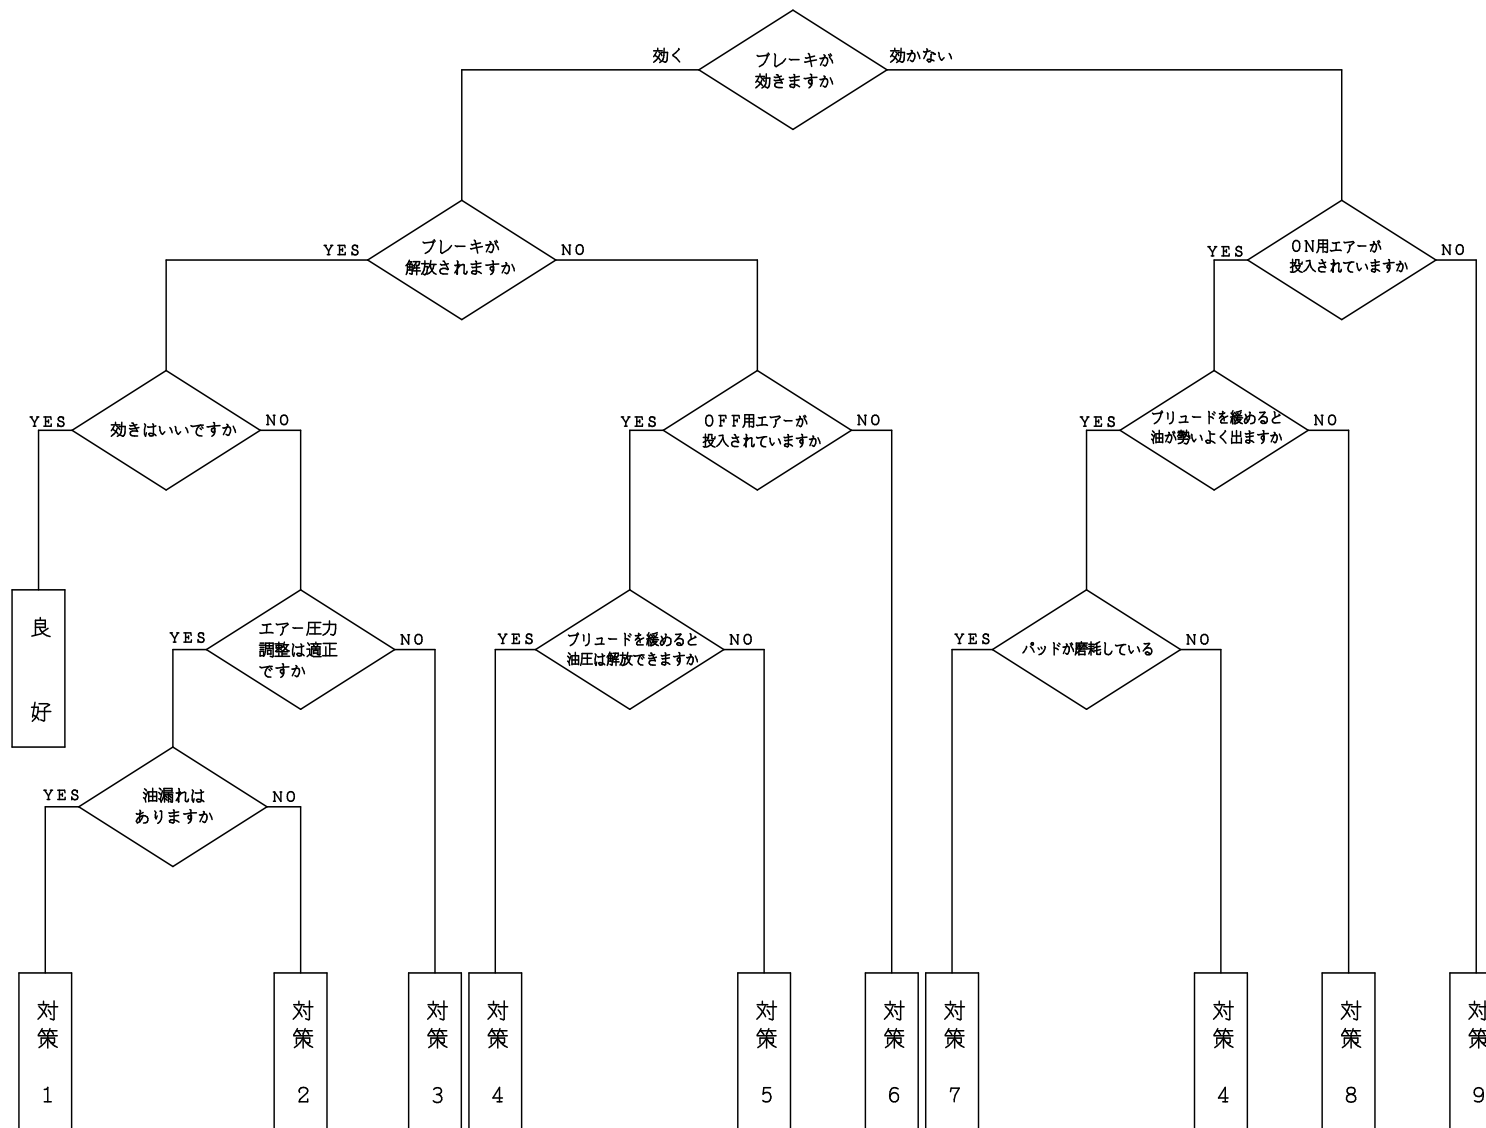 効く
ブレーキが
効きますか
効かない
YES
ブレーキが
解放されますか
NO
YES
ON用エアーが
投入されていますか
NO
YES
効きはいいですか
NO
YES
OFF用エアーが
投入されていますか
NO
YES
ブリュードを緩めると
油が勢いよく出ますか
NO
良
好
YES
エアー圧力
調整は適正
ですか
NO
YES
ブリュードを緩めると
油圧は解放できますか
NO
YES
パッドが磨耗している
NO
YES
油漏れは
ありますか
NO
対
策
1
対
策
2
対
策
3
対
策
4
対
策
5
対
策
6
対
策
7
対
策
4
対
策
8
対
策
9